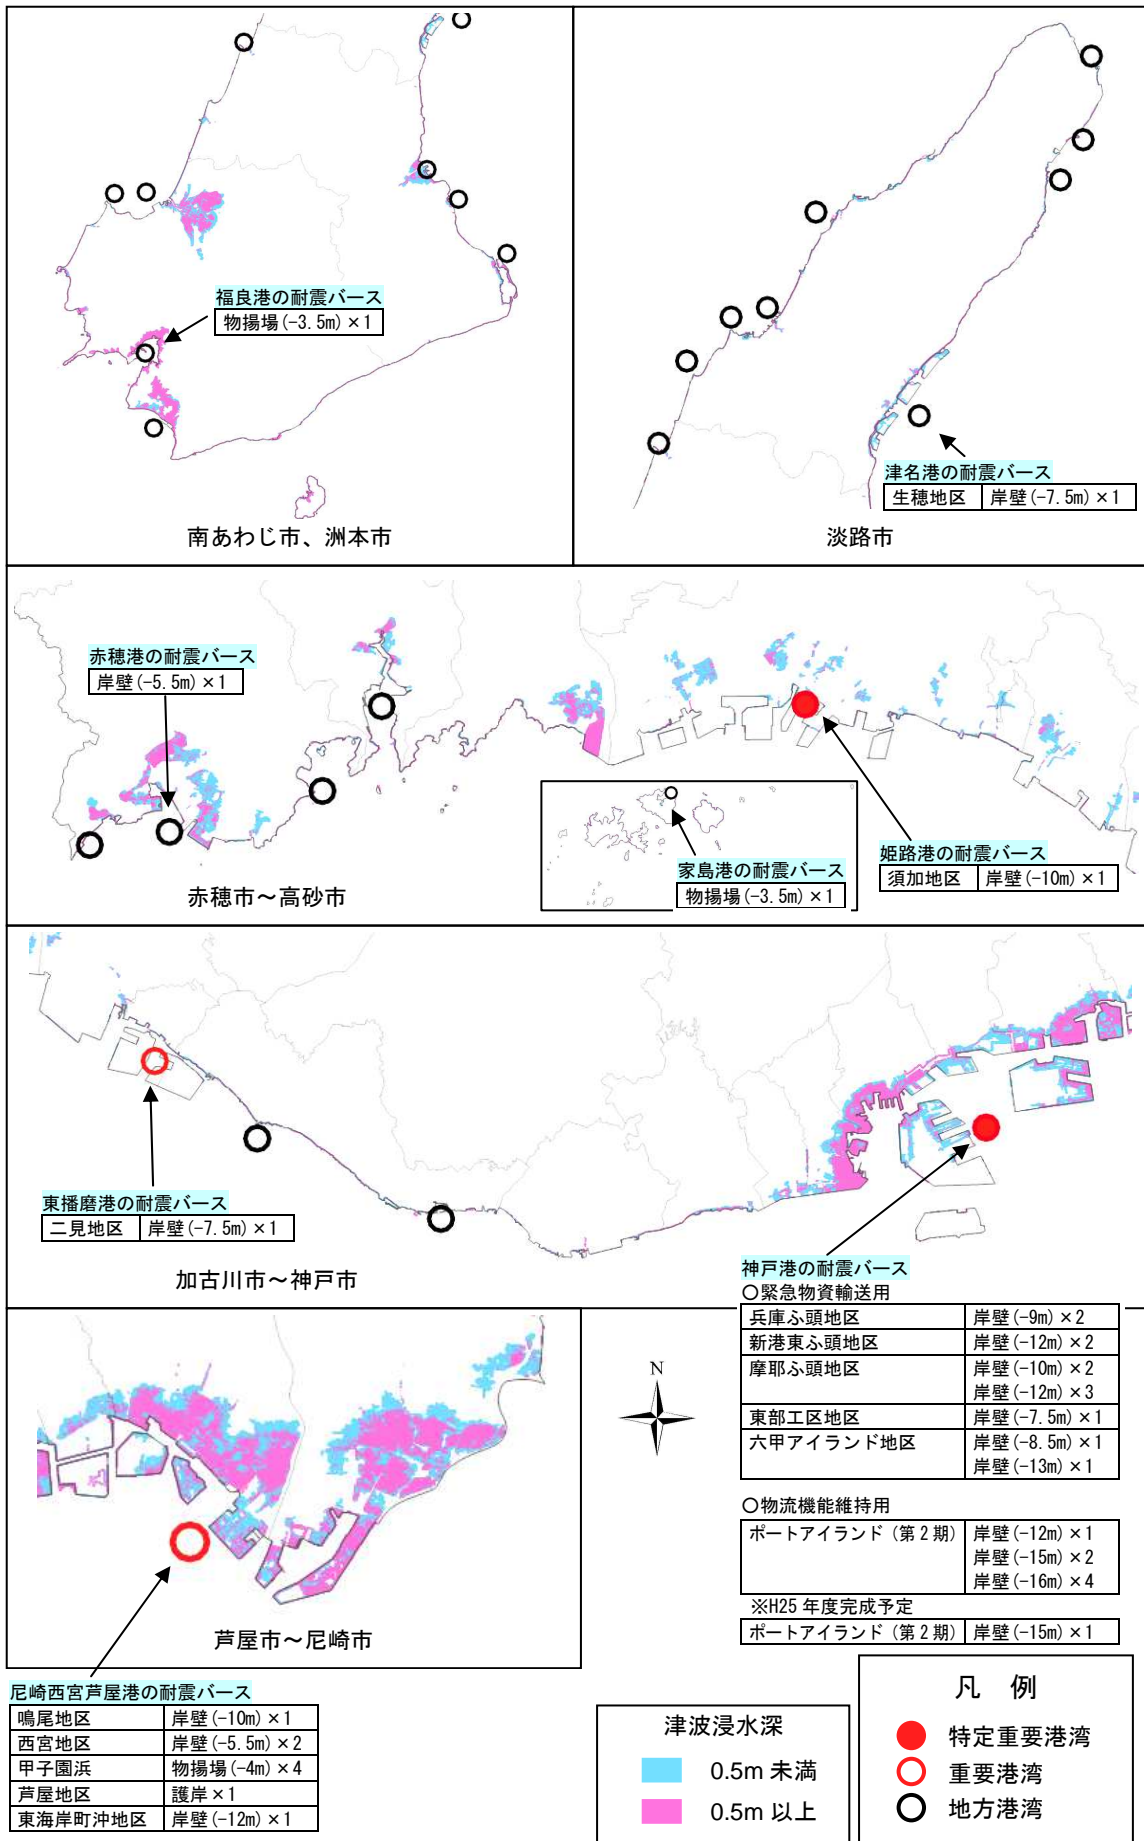 福良港の耐震バース
物揚場(-3.5m)×1
南あわじ市、洲本市
津名港の耐震バース
生穂地区 岸壁(-7.5m)×1
淡路市
赤穂港の耐震バース
岸壁(-5.5m)×1
家島港の耐震バース
物揚場(-3.5m)×1
姫路港の耐震バース
須加地区 岸壁(-10m)×1
赤穂市～高砂市
東播磨港の耐震バース
二見地区 岸壁(-7.5m)×1
加古川市～神戸市
神戸港の耐震バース
○緊急物資輸送用
兵庫ふ頭地区 岸壁(-9m)×2
新港東ふ頭地区 岸壁(-12m)×2
摩耶ふ頭地区 岸壁(-10m)×2
岸壁(-12m)×3
東部工区地区 岸壁(-7.5m)×1
六甲アイランド地区 岸壁(-8.5m)×1
岸壁(-13m)×1
○物流機能維持用
ポートアイランド(第2期) 岸壁(-12m)×1
岸壁(-15m)×2
岸壁(-16m)×4
※H25年度完成予定
ポートアイランド(第2期) 岸壁(-15m)×1
N
芦屋市～尼崎市
尼崎西宮芦屋港の耐震バース
鳴尾地区 岸壁(-10m)×1
西宮地区 岸壁(-5.5m)×2
甲子園浜 物揚場(-4m)×4
芦屋地区 護岸×1
東海岸町沖地区 岸壁(-12m)×1
津波浸水深
0.5m 未満
0.5m 以上
凡 例
特定重要港湾
重要港湾
地方港湾